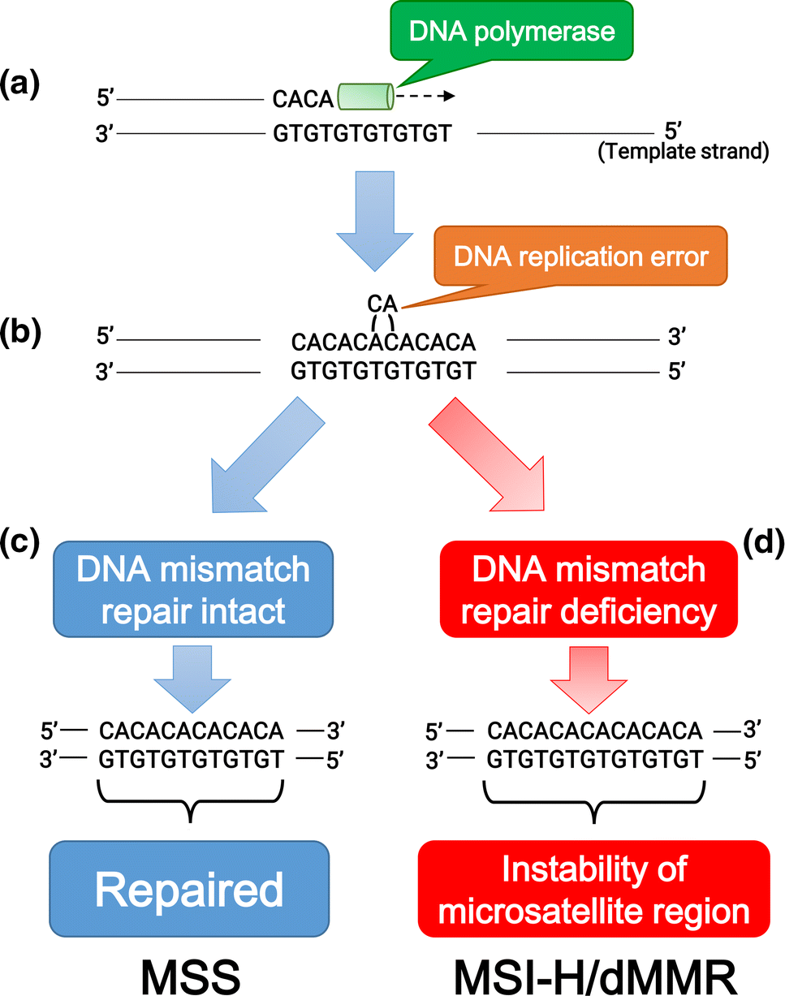 (a)
DNA polymerase
5’ CACA
3’ GTGTGTGTGTGT 5’
(Template strand)
DNA replication error
CA
(b)
5’ CACACACACACA 3’
3’ GTGTGTGTGTGT 5’
(c)
DNA mismatch
repair intact
5’ CACACACACACA 3’
3’ GTGTGTGTGTGT 5’
Repaired
MSS
(d)
DNA mismatch
repair deficiency
5’ CACACACACACACA 3’
3’ GTGTGTGTGTGTGT 5’
Instability of
microsatellite region
MSI-H/dMMR